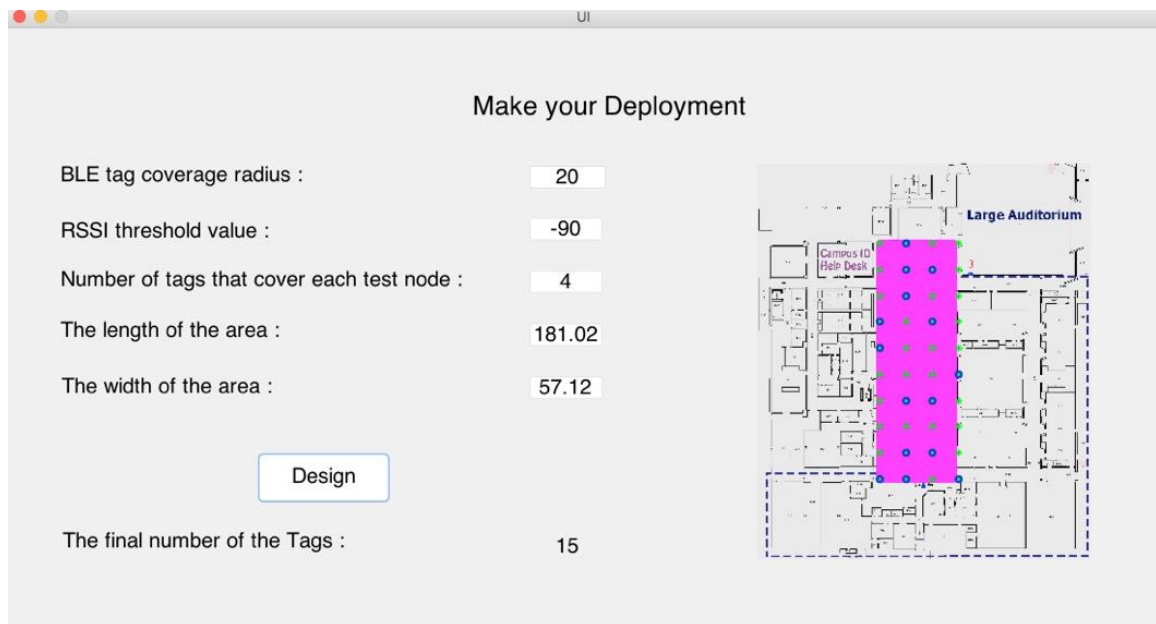 UI
Make your Deployment
BLE tag coverage radius : 20
RSSI threshold value : -90
Number of tags that cover each test node : 4
The length of the area : 181.02
The width of the area : 57.12
Design
The final number of the Tags : 15
Large Auditorium
Campus ID
Help Desk
3